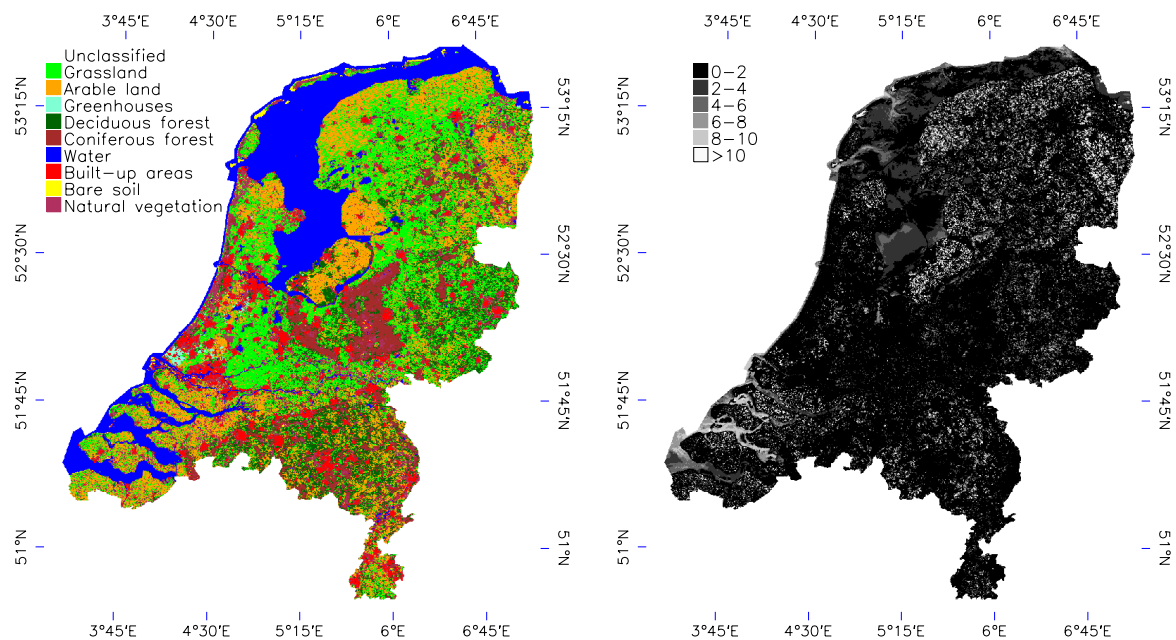 3°45'E 4°30'E 5°15'E 6°E 6°45'E
3°45'E 4°30'E 5°15'E 6°E 6°45'E
Unclassified
Grassland
Arable land
Greenhouses
Deciduous forest
Coniferous forest
Water
Built-up areas
Bare soil
Natural vegetation
53°15'N
52°30'N
51°45'N
51°N
53°15'N
52°30'N
51°45'N
51°N
0-2
2-4
4-6
6-8
8-10
>10
53°15'N
52°30'N
51°45'N
51°N
53°15'N
52°30'N
51°45'N
51°N
3°45'E 4°30'E 5°15'E 6°E 6°45'E
3°45'E 4°30'E 5°15'E 6°E 6°45'E